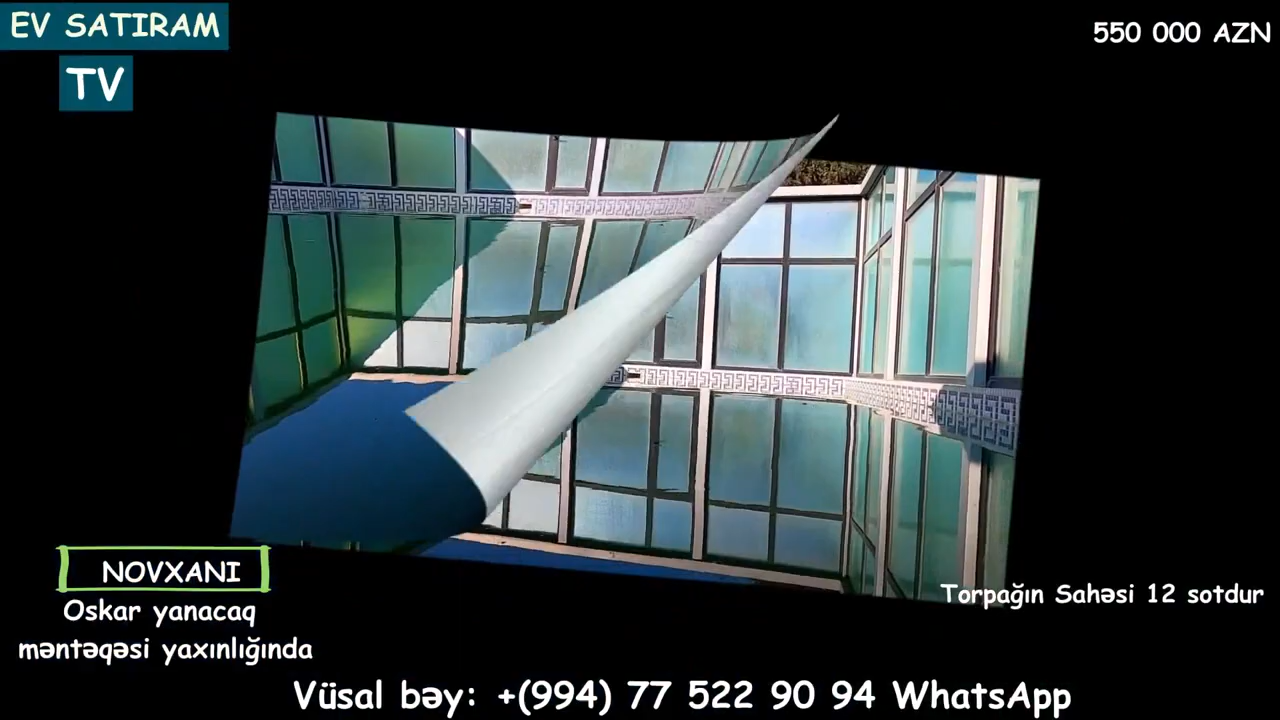 EV SATIRAM
TV
550 000 AZN
NOVXANI
Oskar yanacaq
məntəqəsi yaxınlığında
Torpağın Sahəsi 12 sotdur
Vüsal bəy: +(994) 77 522 90 94 WhatsApp